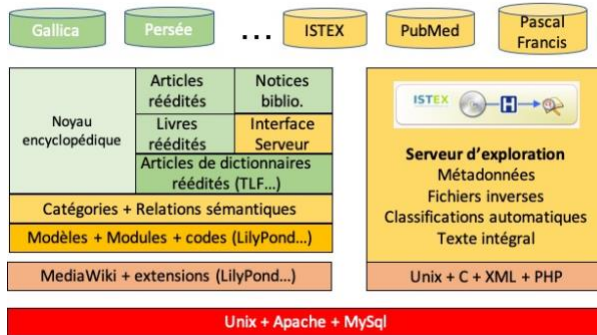 Gallica
Persée
...
ISTEX
PubMed
Pascal
Francis
Noyau
encyclopédique
Articles
réédités
Notices
biblio.
Livres
réédités
Interface
Serveur
Articles de dictionnaires
réédités (TLF...)
Catégories + Relations sémantiques
Modèles + Modules + codes (LilyPond...)
MediaWiki + extensions (LilyPond...)
ISTEX
H
Serveur d'exploration
Métadonnées
Fichiers inverses
Classifications automatiques
Texte intégral
Unix + C + XML + PHP
Unix + Apache + MySql